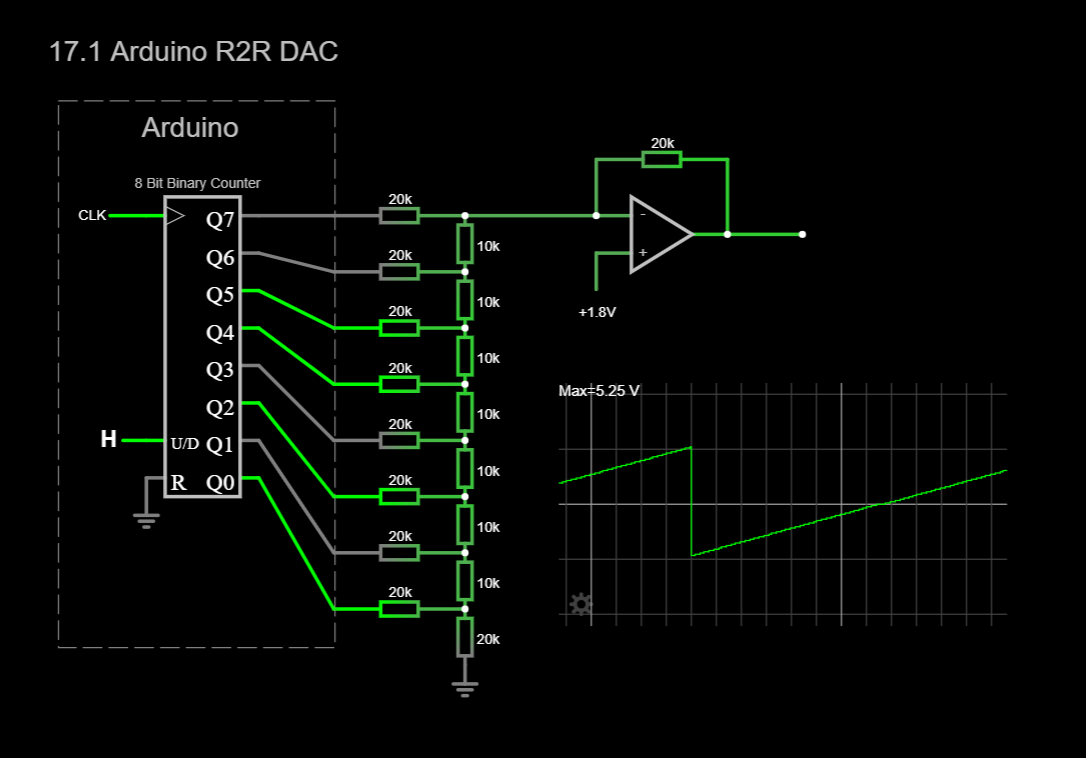 17.1 Arduino R2R DAC
Arduino
8 Bit Binary Counter
CLK
Q7
Q6
Q5
Q4
Q3
Q2
H
U/D Q1
R Q0
20k
20k
20k
20k
20k
20k
20k
20k
10k
10k
10k
10k
10k
10k
10k
20k
20k
-
+
+1.8V
Max=5.25 V